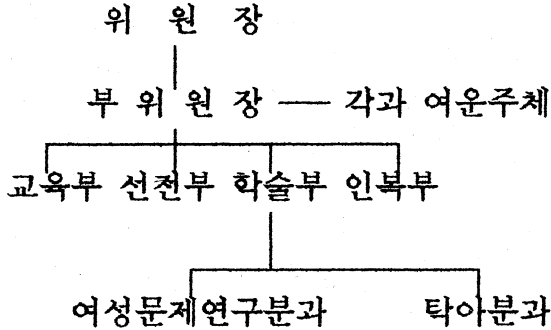 위 원 장
부 위 원 장 각과 여운주체
교육부 선전부 학술부 인복부
여성문제연구분과 탁아분과